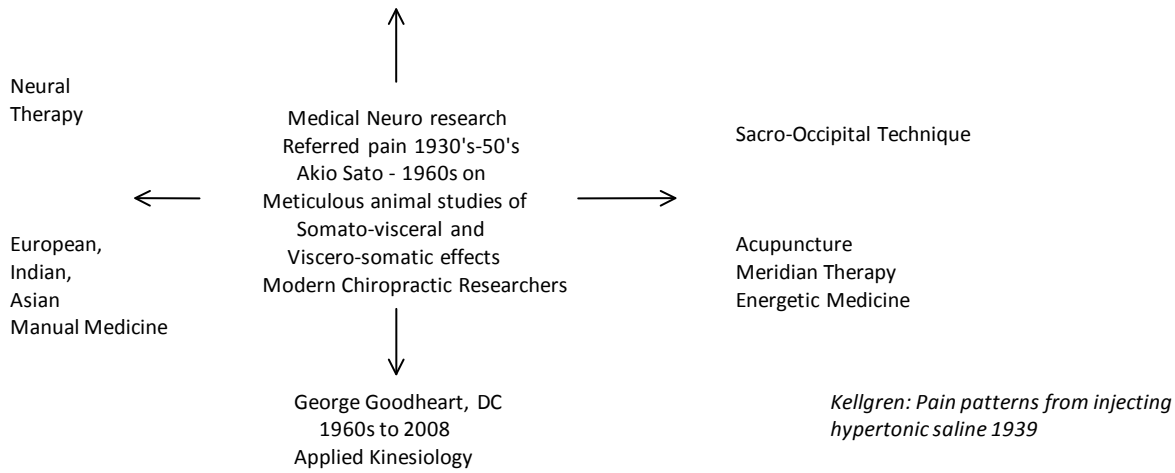 Neural
Therapy
Medical Neuro research
Referred pain 1930's-50's
Akio Sato - 1960s on
Meticulous animal studies of
Somato-visceral and
Viscero-somatic effects
Modern Chiropractic Researchers
Sacro-Occipital Technique
European,
Indian,
Asian
Manual Medicine
Acupuncture
Meridian Therapy
Energetic Medicine
George Goodheart, DC
1960s to 2008
Applied Kinesiology
Kellgren: Pain patterns from injecting
hypertonic saline 1939